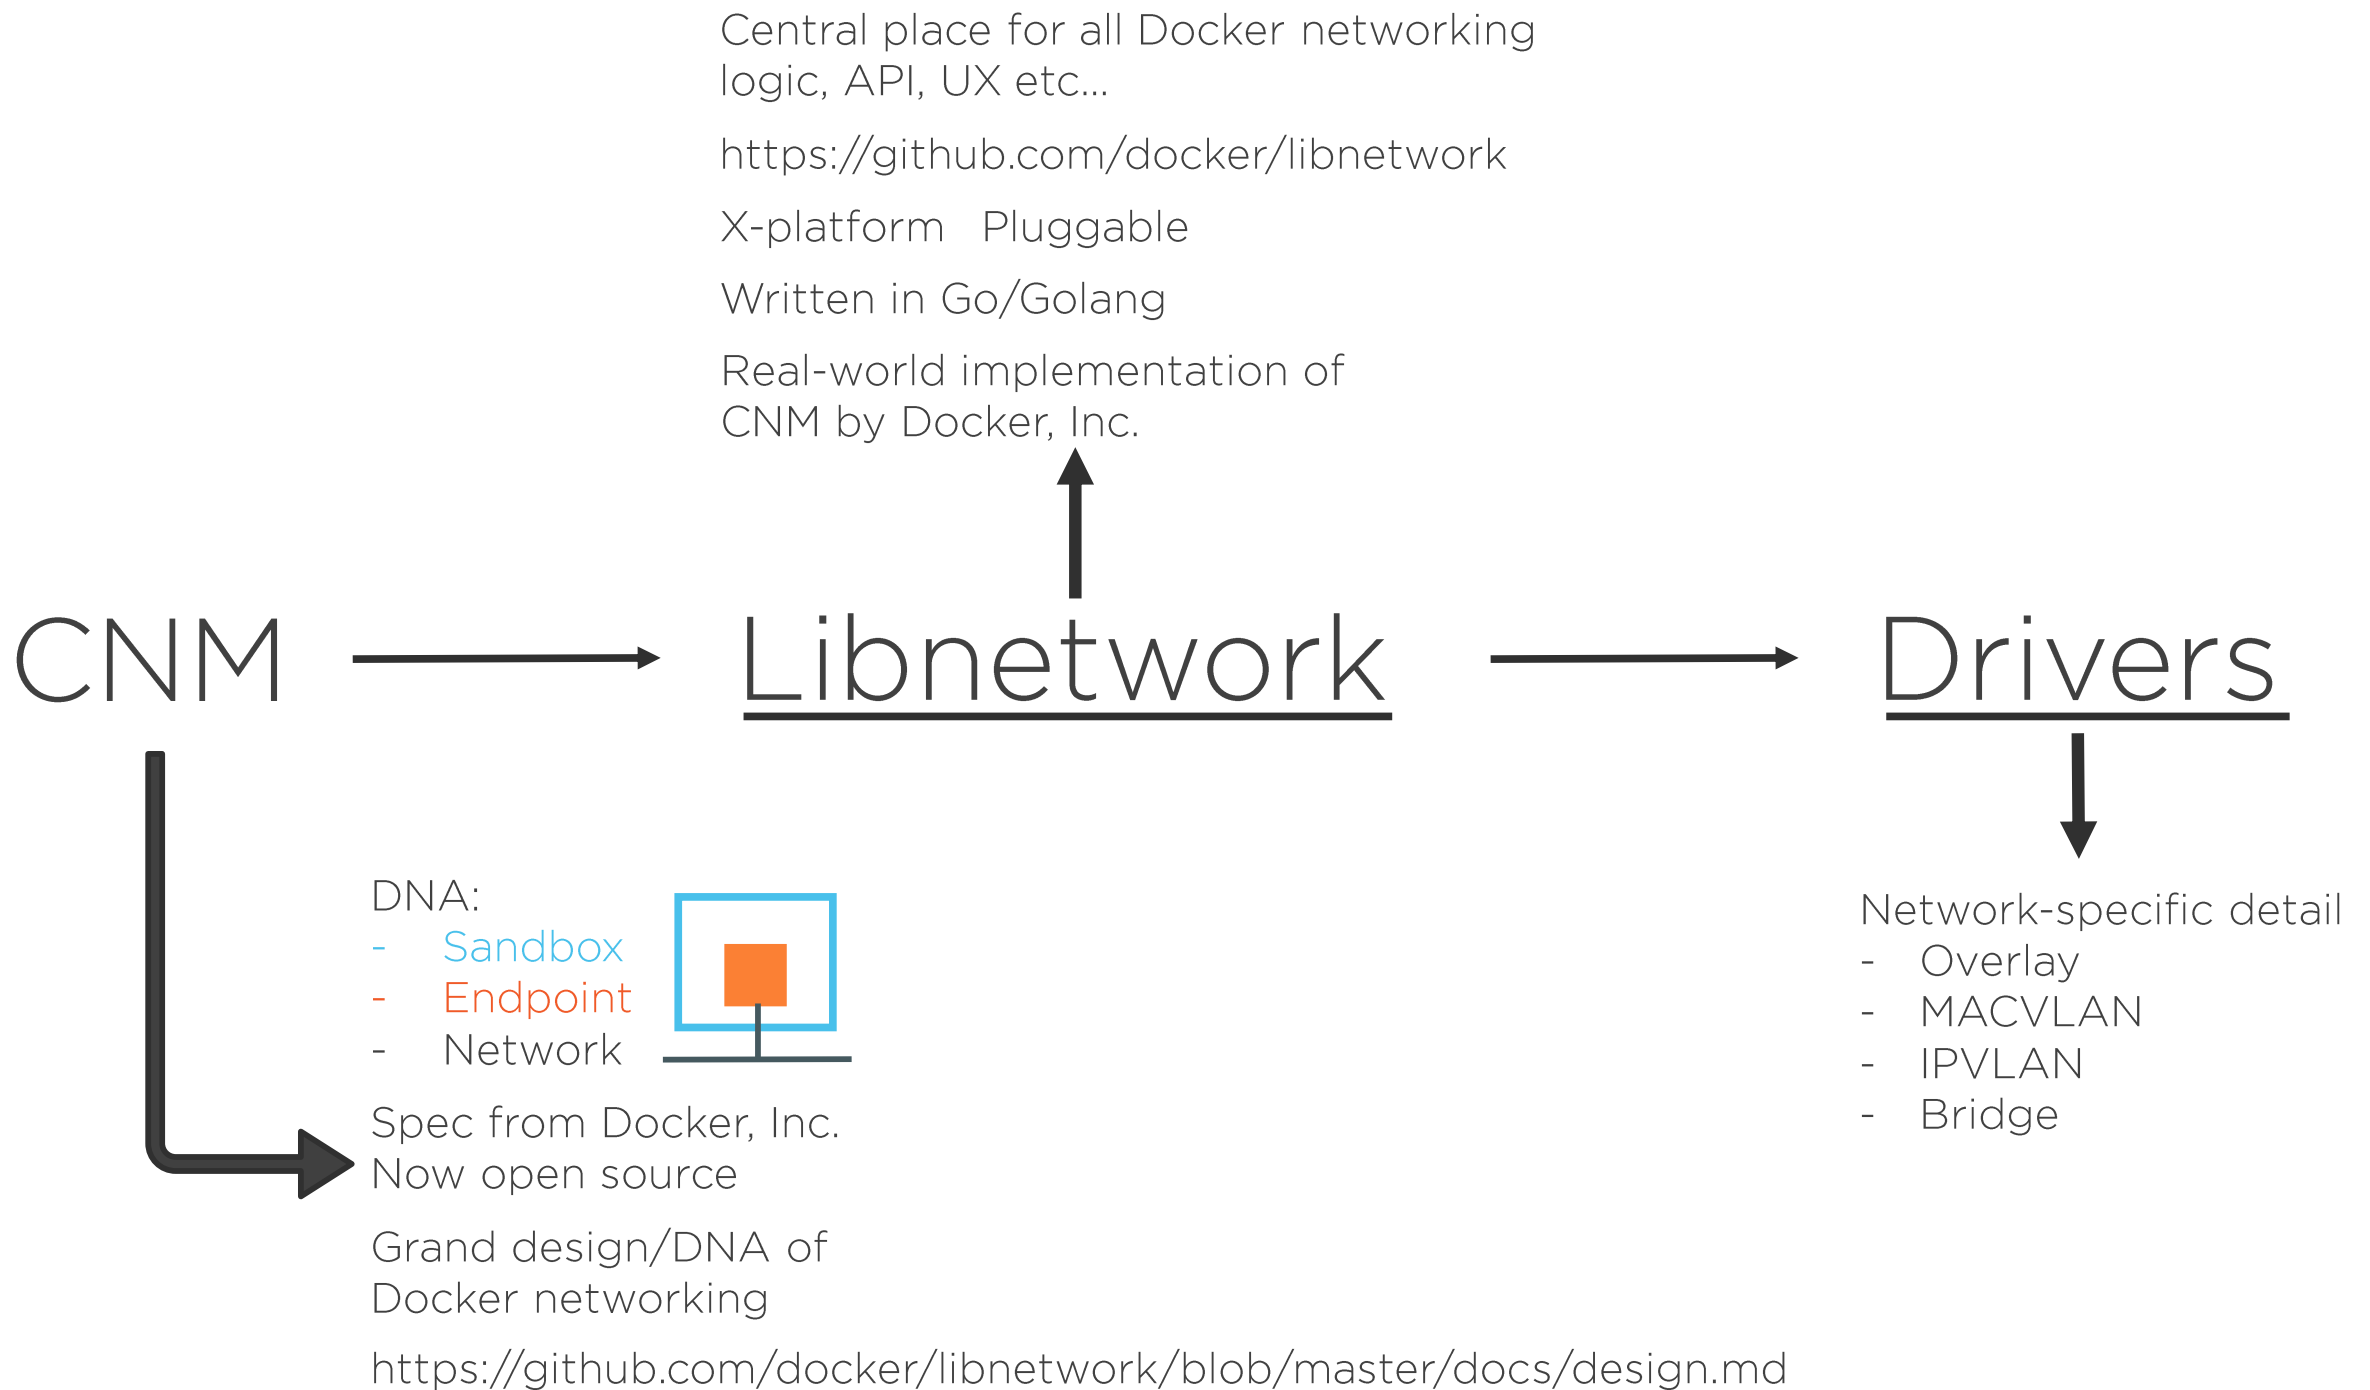 Central place for all Docker networking
logic, API, UX etc...
https://github.com/docker/libnetwork
X-platform Pluggable
Written in Go/Golang
Real-world implementation of
CNM by Docker, Inc.
CNM
Libnetwork
Drivers
DNA:
- Sandbox
- Endpoint
- Network
Spec from Docker, Inc.
Now open source
Grand design/DNA of
Docker networking
https://github.com/docker/libnetwork/blob/master/docs/design.md
Network-specific detail
- Overlay
- MACVLAN
- IPVLAN
- Bridge